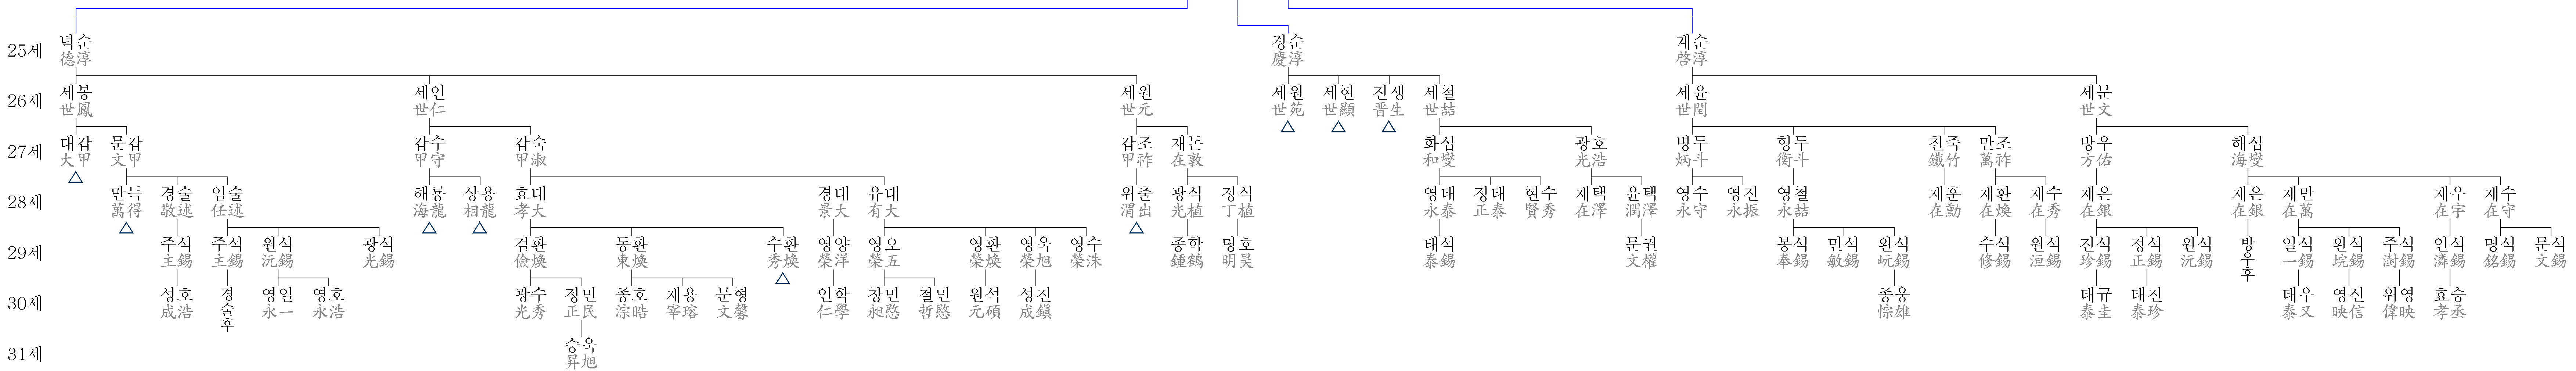 25세 덕순 경순 계순
德淳 慶淳 啓淳
26세 세봉 세인 세원 세원 세현 진생 세철 세윤 세문
世鳳 世仁 世元 世苑 世顯 晋生 世喆 世閏 世文
27세 대갑 문갑 갑수 갑숙 갑조 재돈 화섭 광호 병두 형두 철죽 만조 방우 해섭
大甲 文甲 甲守 甲淑 甲祚 在敦 和燮 光浩 炳斗 衡斗 鐵竹 萬祚 方佑 海燮
28세 만득 경술 임술 해룡 상용 효대 경대 유대 위출 광식 정식 영태 정태 현수 재택 윤택 영수 영진 영철 재훈 재환 재수 재은 재은 재만 재우 재수
萬得 敬述 任述 海龍 相龍 孝大 景大 有大 渭出 光植 丁植 永泰 正泰 賢秀 在澤 潤澤 永守 永振 永喆 在勳 在煥 在秀 在銀 在銀 在萬 在宇 在守
29세 주석 주석 원석 광석 검환 동환 수환 영양 영오 영환 영욱 영수 종학 명호 태석 문권 봉석 민석 완석 수석 원석 진석 정석 원석 방우후 일석 완석 주석 인석 명석 문석
主錫 主錫 沅錫 光錫 儉煥 東煥 秀煥 榮洋 榮五 榮煥 榮旭 榮洙 鍾鶴 明昊 泰錫 文權 奉錫 敏錫 岏錫 修錫 洹錫 珍錫 正錫 沅錫 一錫 垸錫 澍錫 潾錫 銘錫 文錫
30세 성호 경술후 영일 영호 광수 정민 종호 재용 문형 인학 창민 철민 원석 성진 종웅 태규 태진 태우 영신 위영 효승
成浩 永一 永浩 光秀 正民 淙晧 宰瑢 文馨 仁學 昶愍 哲愍 元碩 成鎭 悰雄 泰圭 泰珍 泰又 映信 偉映 孝丞
31세 승욱
昇旭